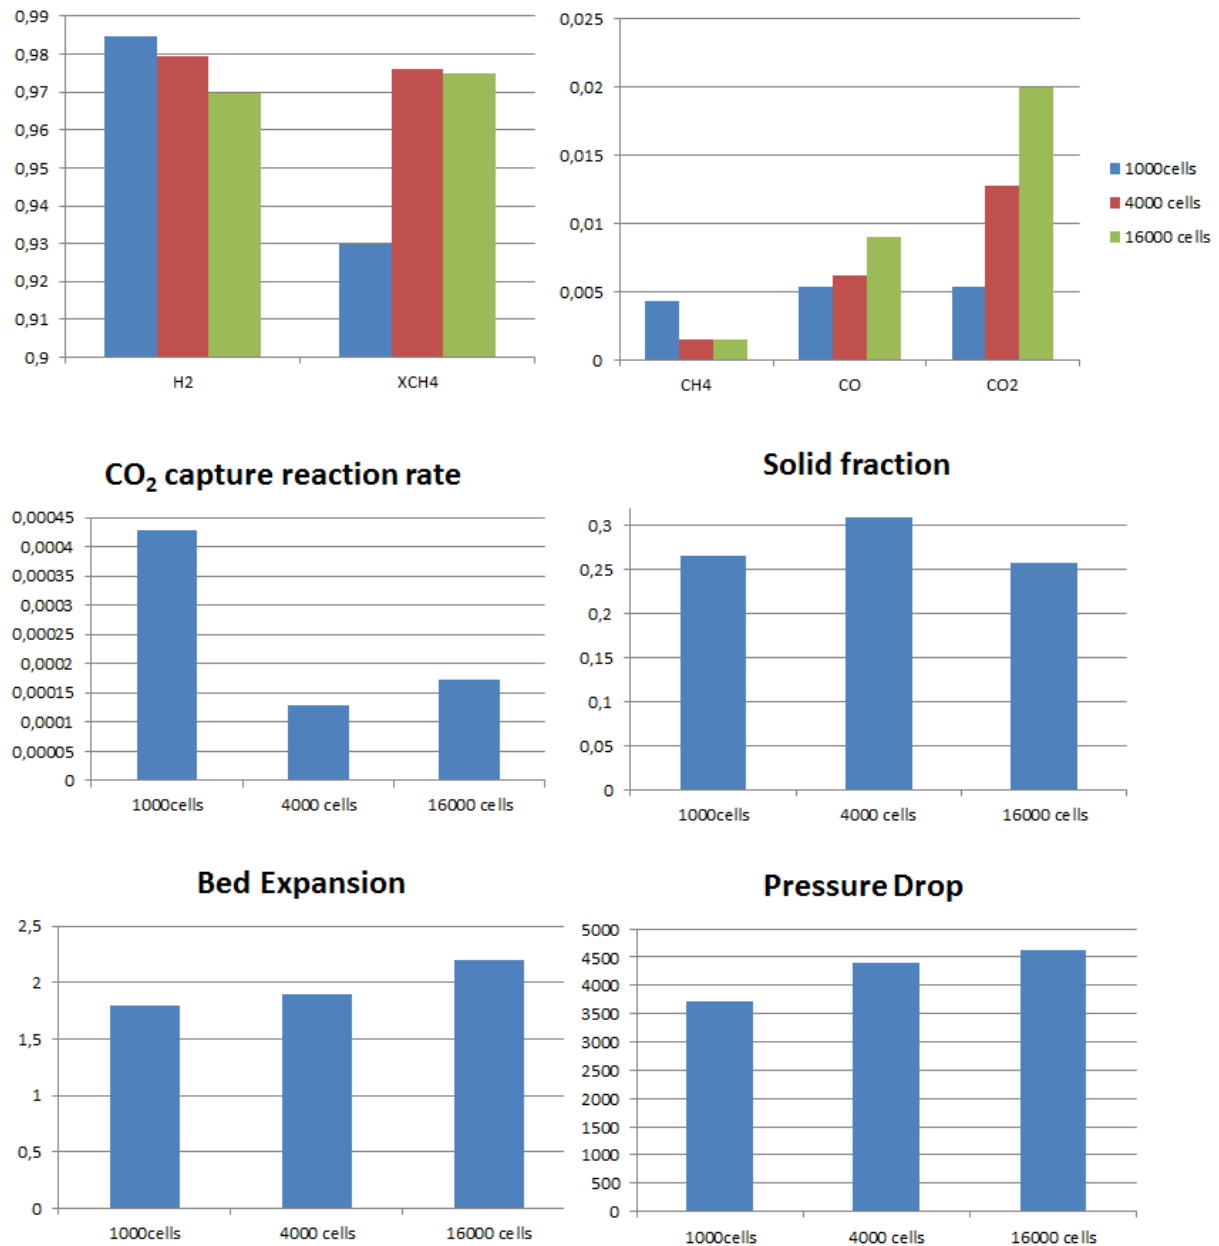 0,99
0,98
0,97
0,96
0,95
0,94
0,93
0,92
0,91
0,9
H2
XCH4
0,025
0,02
0,015
0,01
0,005
0
CH4
CO
CO2
1000cells
4000 cells
16000 cells
CO₂ capture reaction rate
0,00045
0,0004
0,00035
0,0003
0,00025
0,0002
0,00015
0,0001
0,00005
0
1000cells
4000 cells
16000 cells
Solid fraction
0,3
0,25
0,2
0,15
0,1
0,05
0
1000cells
4000 cells
16000 cells
Bed Expansion
2,5
2
1,5
1
0,5
0
1000cells
4000 cells
16000 cells
Pressure Drop
5000
4500
4000
3500
3000
2500
2000
1500
1000
500
0
1000cells
4000 cells
16000 cells